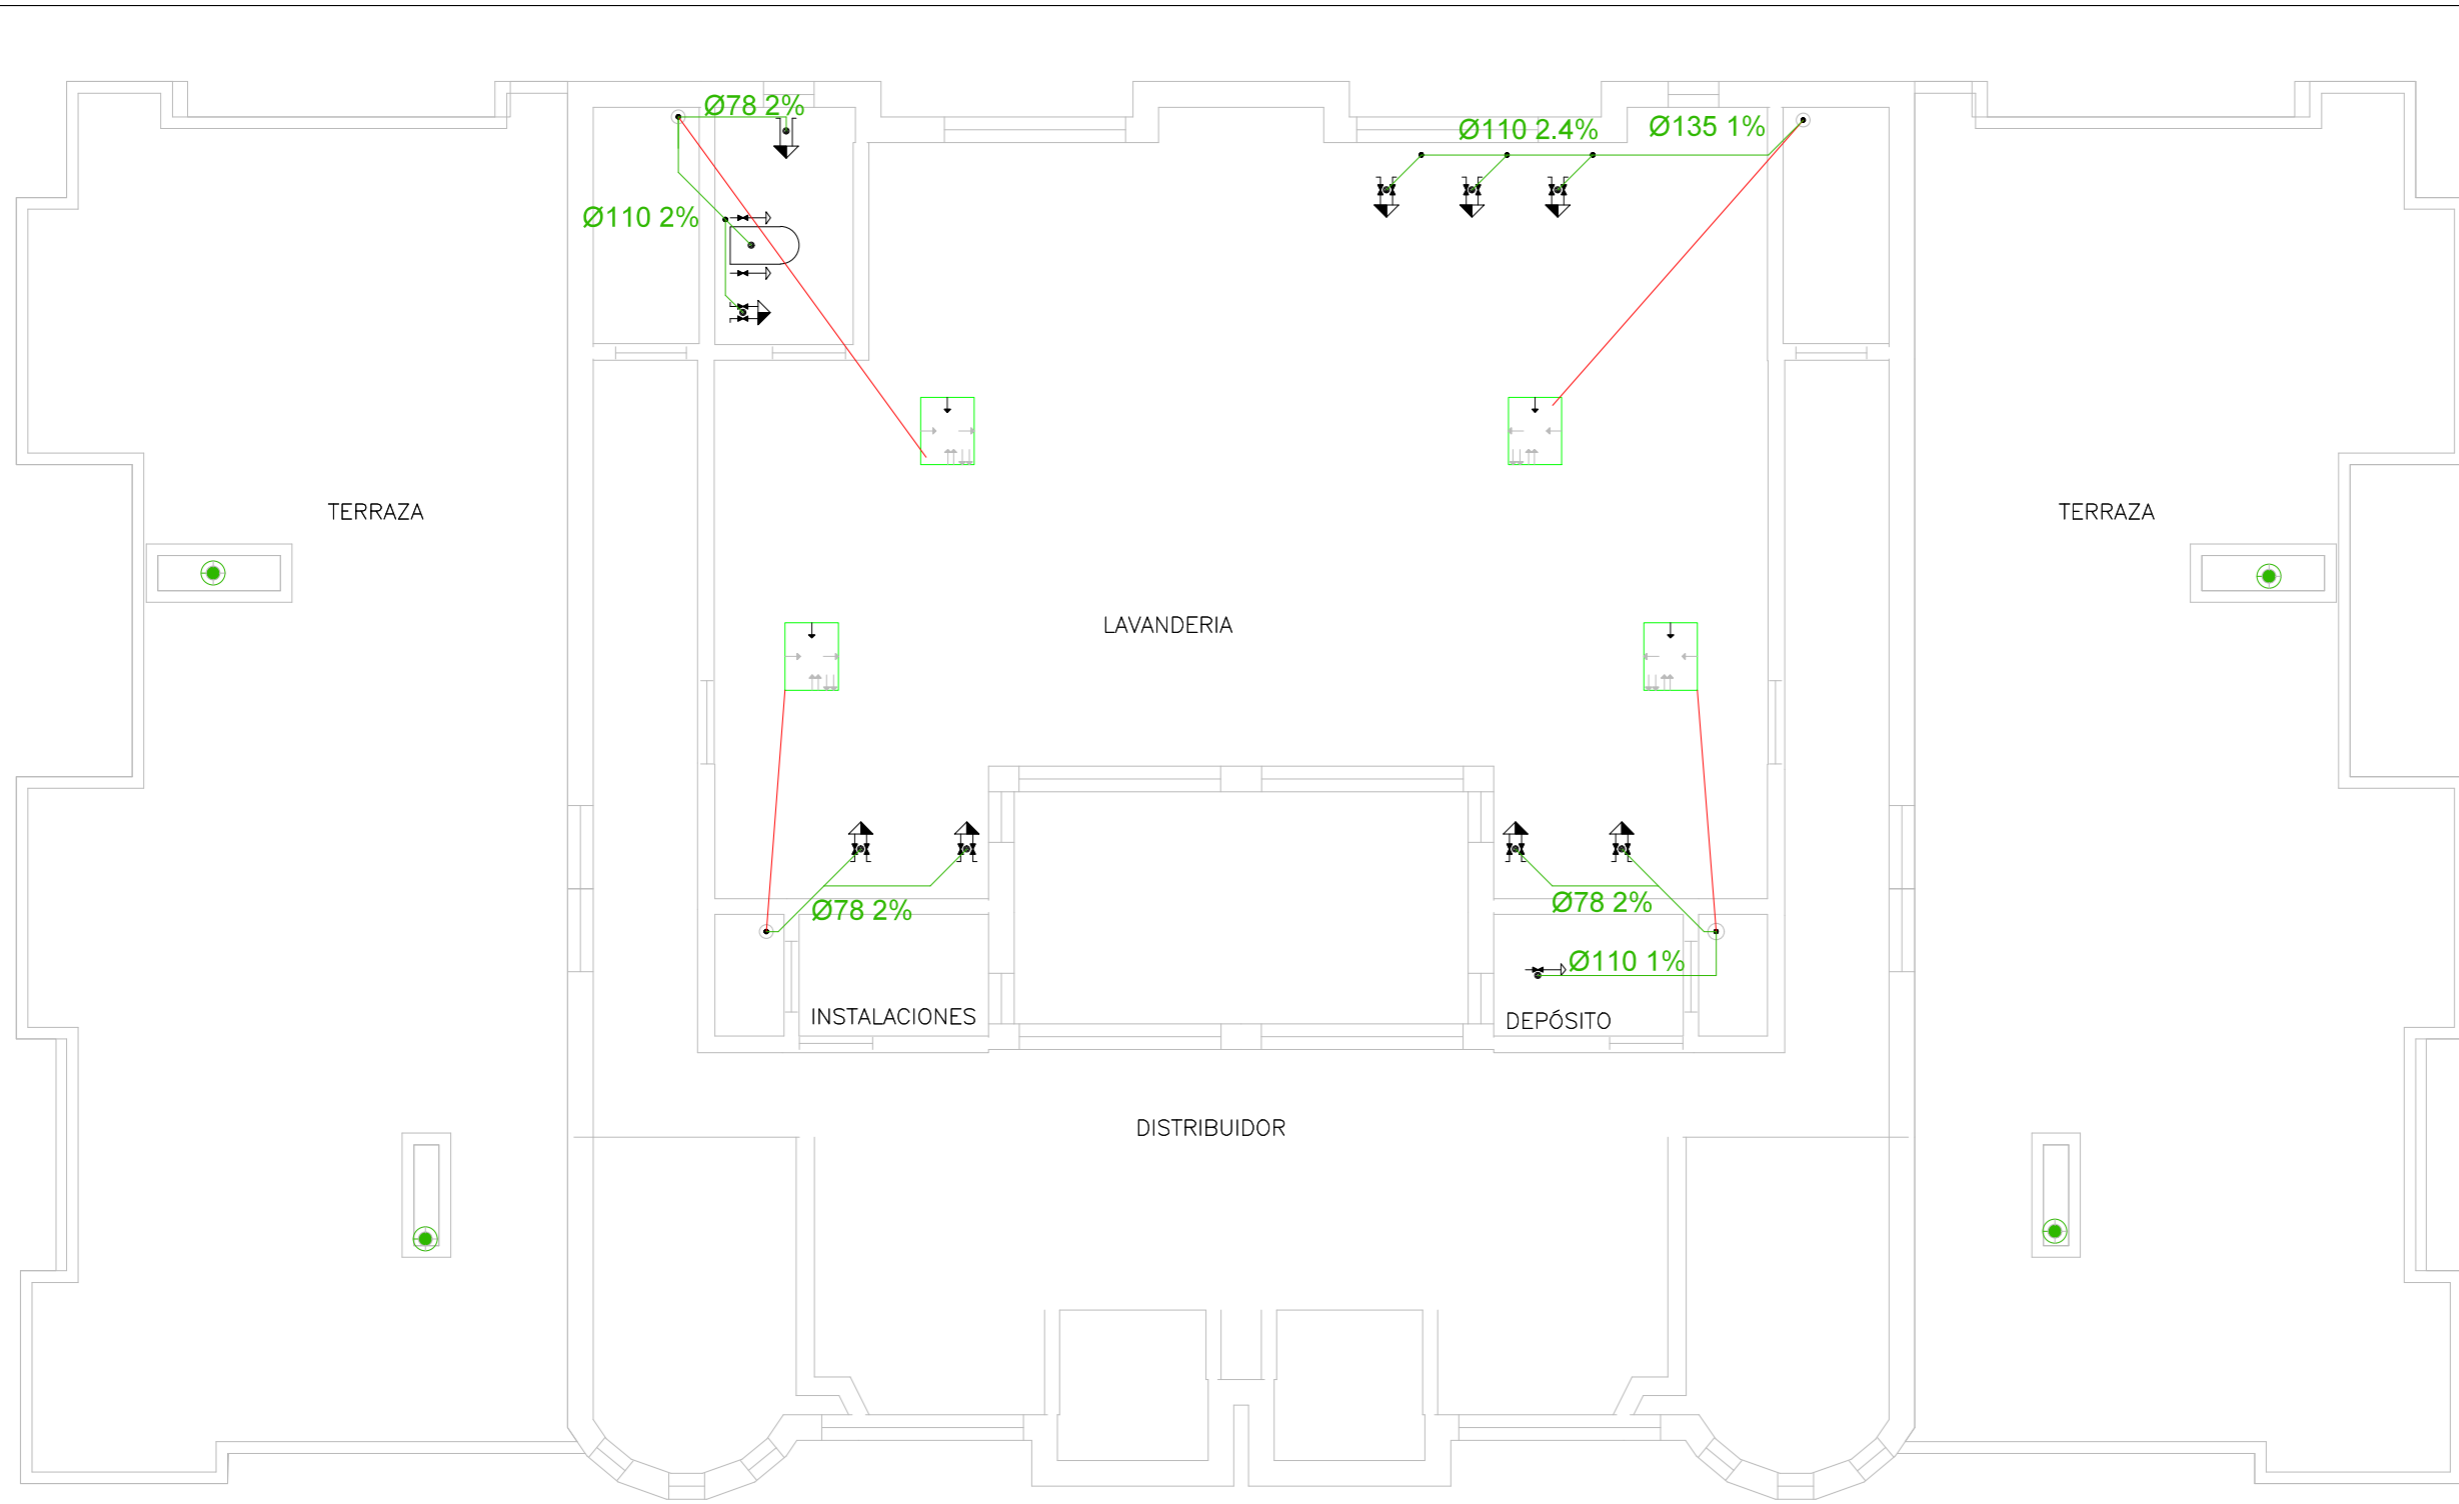 Ø78 2%
Ø110 2.4%
Ø135 1%
Ø110 2%
TERRAZA
TERRAZA
LAVANDERIA
Ø78 2%
Ø78 2%
Ø110 1%
INSTALACIONES
DEPÓSITO
DISTRIBUIDOR